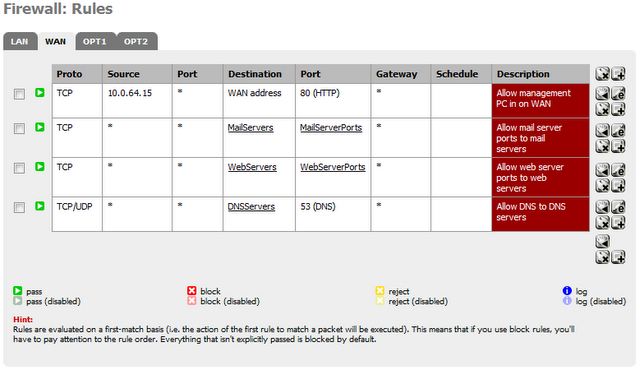 Firewall: Rules
LAN WAN OPT1 OPT2
Proto Source Port Destination Port Gateway Schedule Description
TCP 10.0.64.15 * WAN address 80 (HTTP) * Allow management
PC in on WAN
TCP * * MailServers MailServerPorts * Allow mail server
ports to mail
servers
TCP * * WebServers WebServerPorts * Allow web server
ports to web
servers
TCP/UDP * * DNSServers 53 (DNS) * Allow DNS to DNS
servers
pass block reject log
pass (disabled) block (disabled) reject (disabled) log (disabled)
Hint:
Rules are evaluated on a first-match basis (i.e. the action of the first rule to match a packet will be executed). This means that if you use block rules, you'll
have to pay attention to the rule order. Everything that isn't explicitly passed is blocked by default.